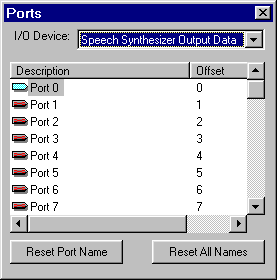 Ports
I/O Device: Speech Synthesizer Output Data
Description Offset
Port 0 0
Port 1 1
Port 2 2
Port 3 3
Port 4 4
Port 5 5
Port 6 6
Port 7 7
Reset Port Name Reset All Names